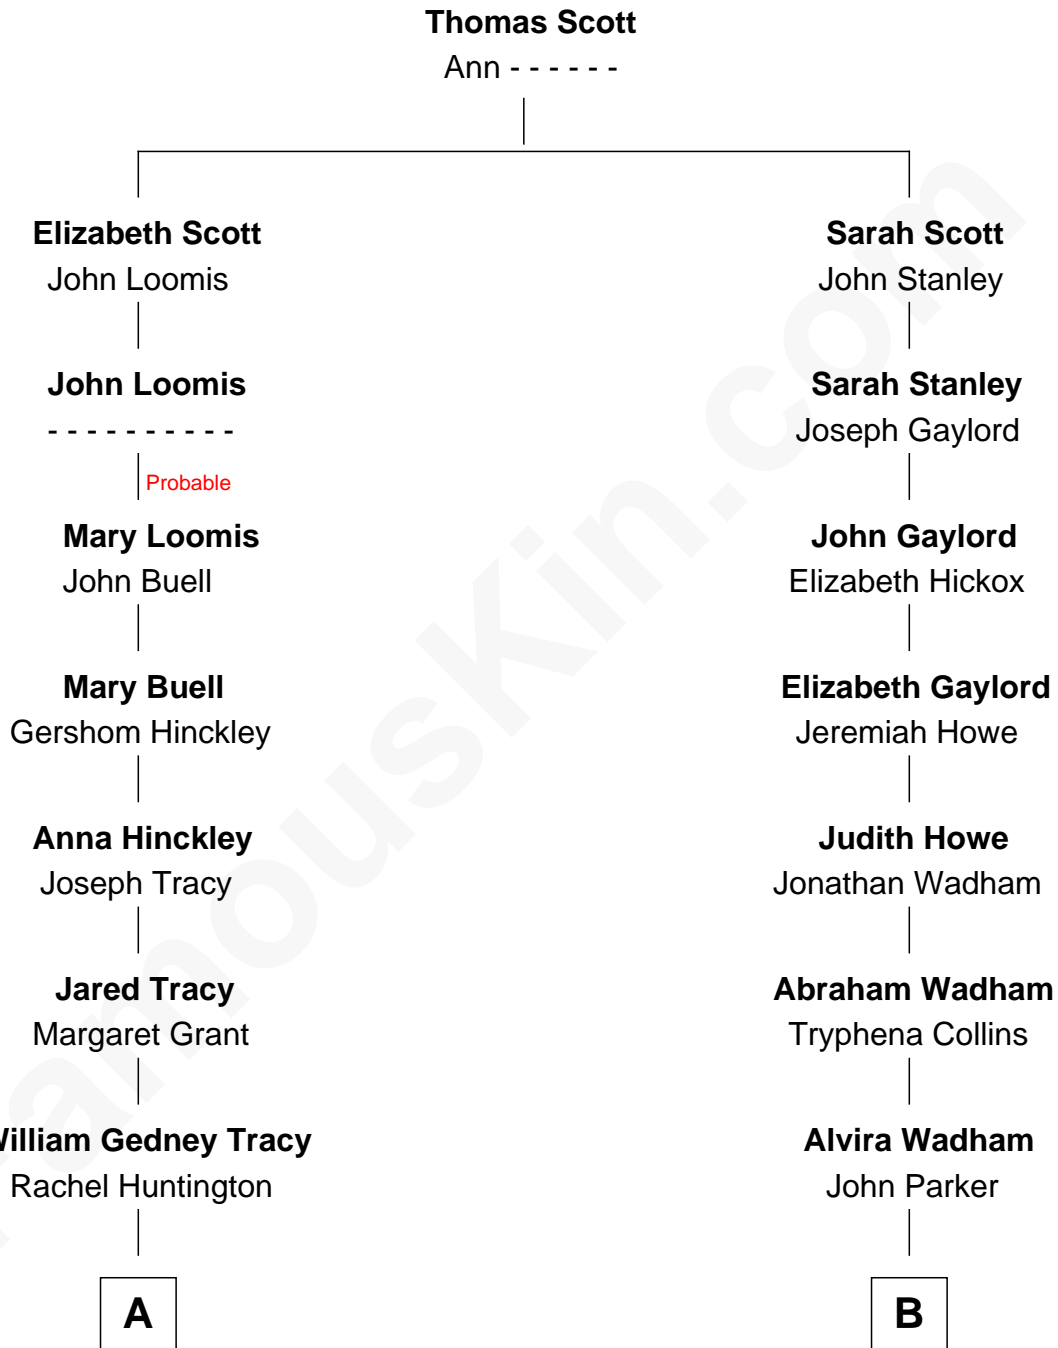 Thomas Scott
Ann - - - - - -
Elizabeth Scott
John Loomis
John Loomis
- - - - - - - - - -
Probable
Mary Loomis
John Buell
Mary Buell
Gershom Hinckley
Anna Hinckley
Joseph Tracy
Jared Tracy
Margaret Grant
William Gedney Tracy
Rachel Huntington
A
Sarah Scott
John Stanley
Sarah Stanley
Joseph Gaylord
John Gaylord
Elizabeth Hickox
Elizabeth Gaylord
Jeremiah Howe
Judith Howe
Jonathan Wadham
Abraham Wadham
Tryphena Collins
Alvira Wadham
John Parker
B
FamousKin.com